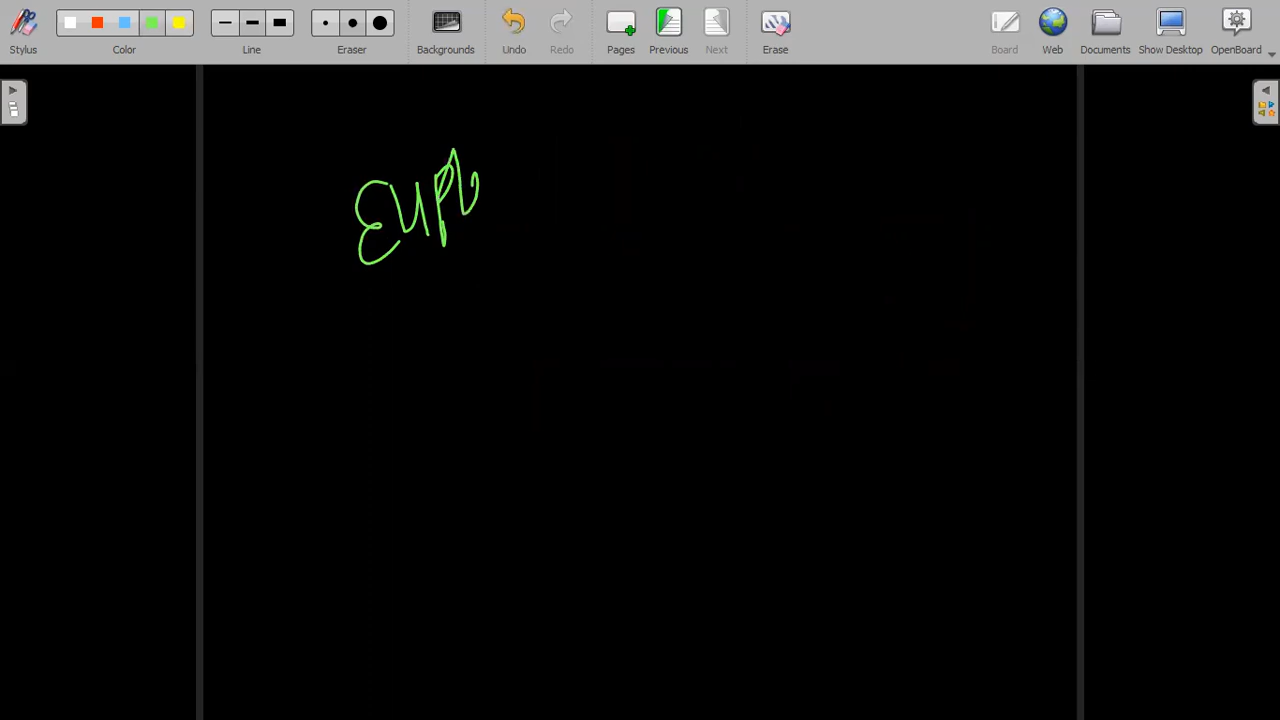 Stylus
Color
Line
Eraser
Backgrounds
Undo
Redo
Pages
Previous
Next
Erase
Board
Web
Documents
Show Desktop
OpenBoard